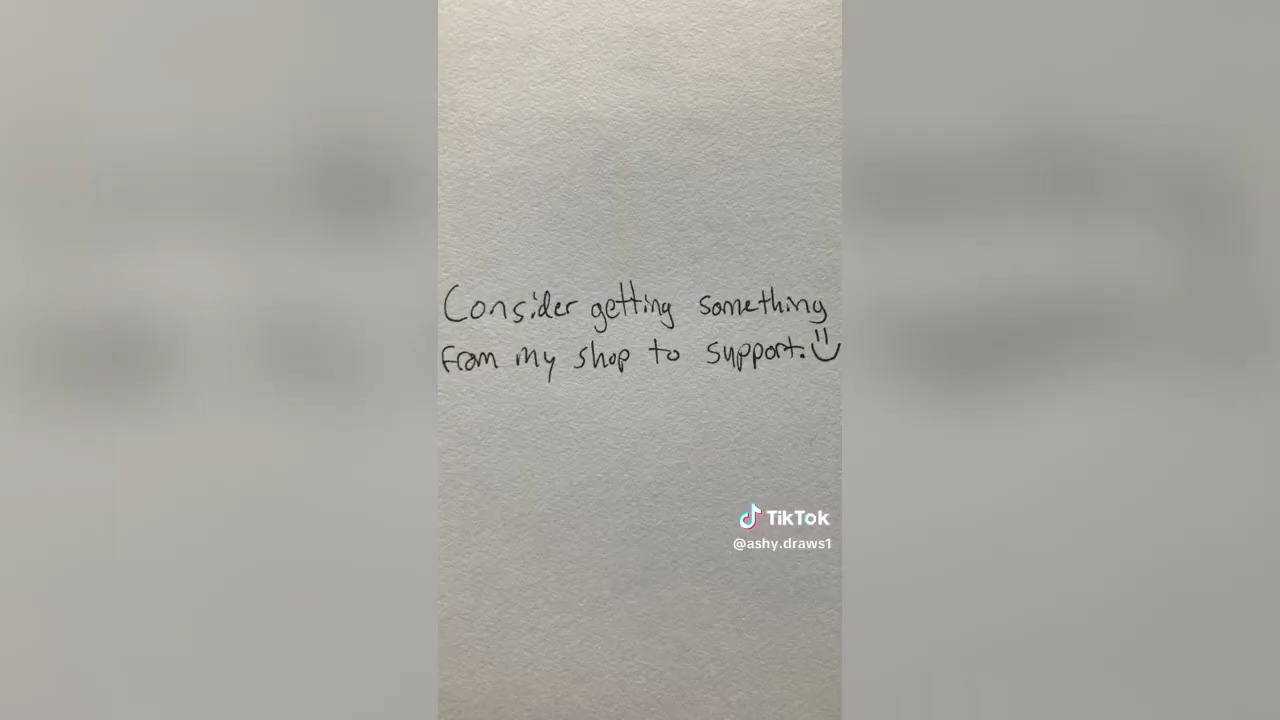 Consider getting something
from my shop to support.
TikTok
@ashy.draws1